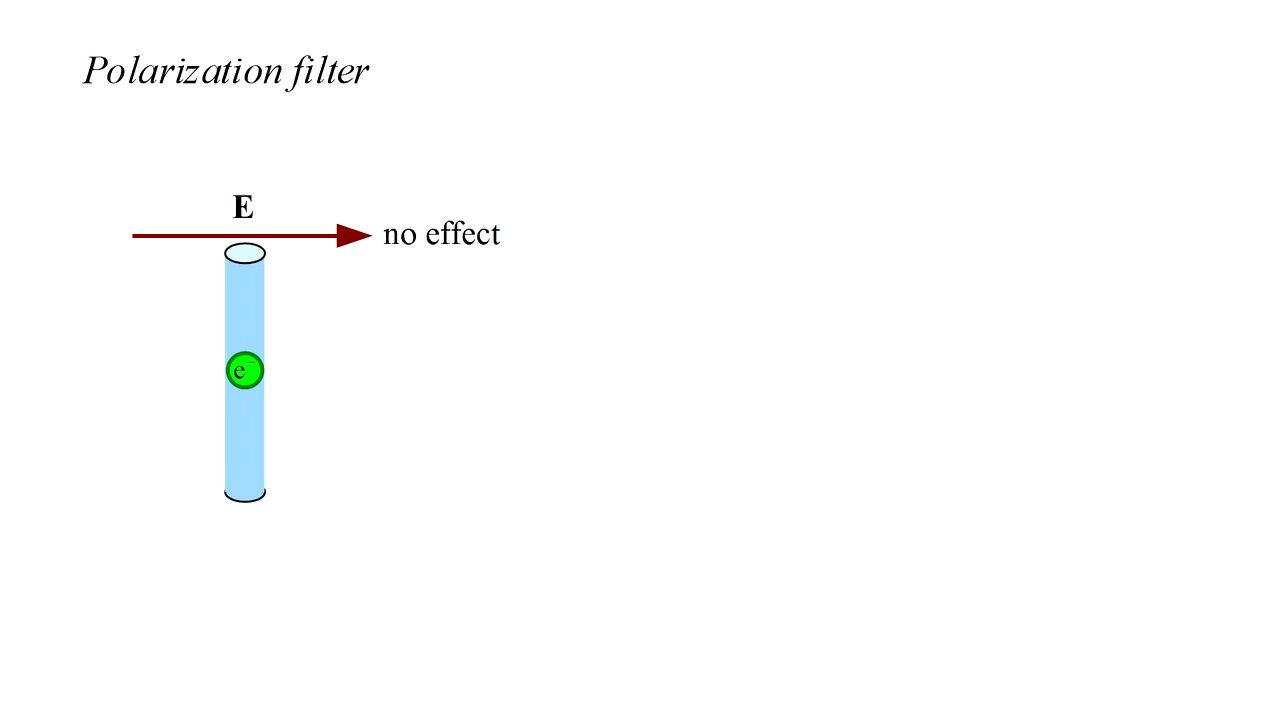 Polarization filter
E
no effect
e⁻